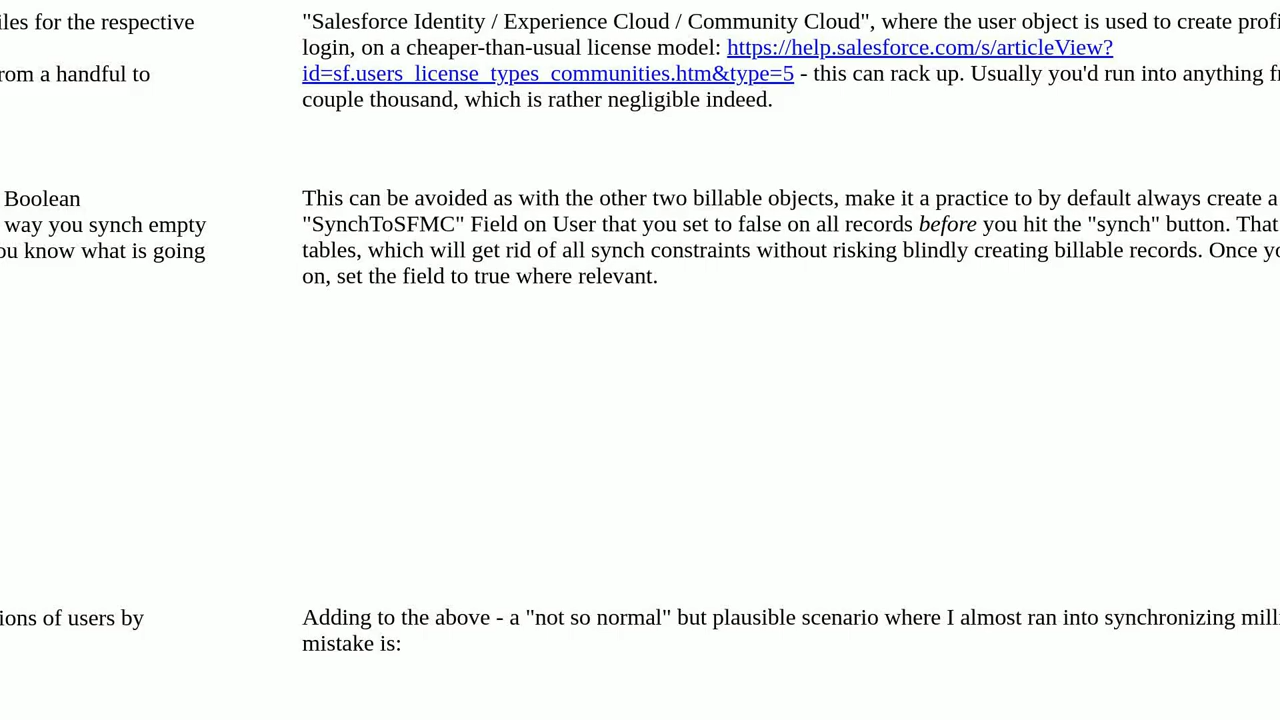 iles for the respective
rom a handful to
"Salesforce Identity / Experience Cloud / Community Cloud", where the user object is used to create profi
login, on a cheaper-than-usual license model: https://help.salesforce.com/s/articleView?
id=sf.users_license_types_communities.htm&type=5 - this can rack up. Usually you'd run into anything fr
couple thousand, which is rather negligible indeed.
Boolean
way you synch empty
ou know what is going
This can be avoided as with the other two billable objects, make it a practice to by default always create a
"SynchToSFMC" Field on User that you set to false on all records before you hit the "synch" button. That
tables, which will get rid of all synch constraints without risking blindly creating billable records. Once yo
on, set the field to true where relevant.
ions of users by
Adding to the above - a "not so normal" but plausible scenario where I almost ran into synchronizing milli
mistake is: